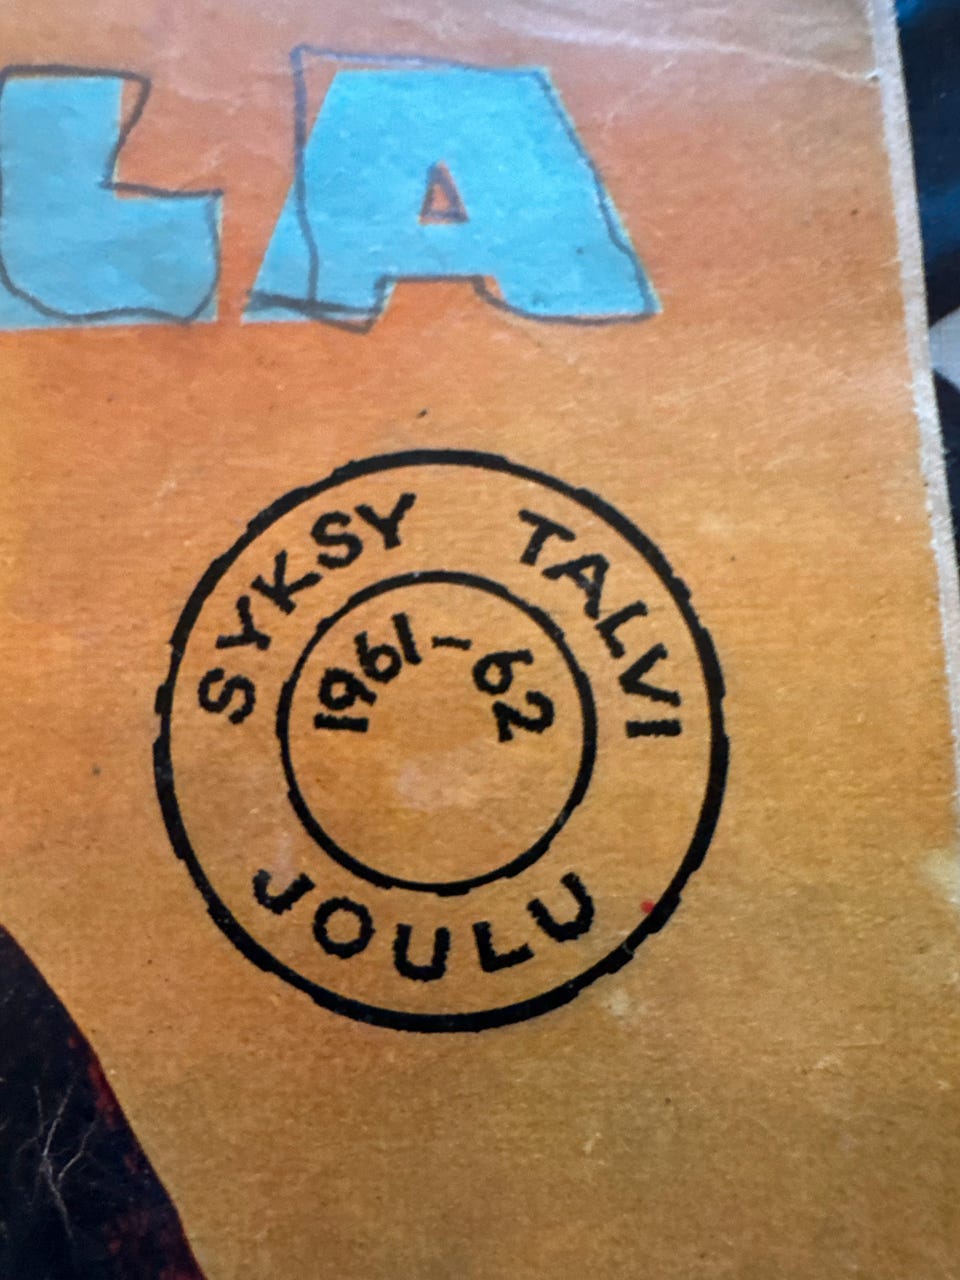 LA
SYKSY TALVI
1961-62
JOULU